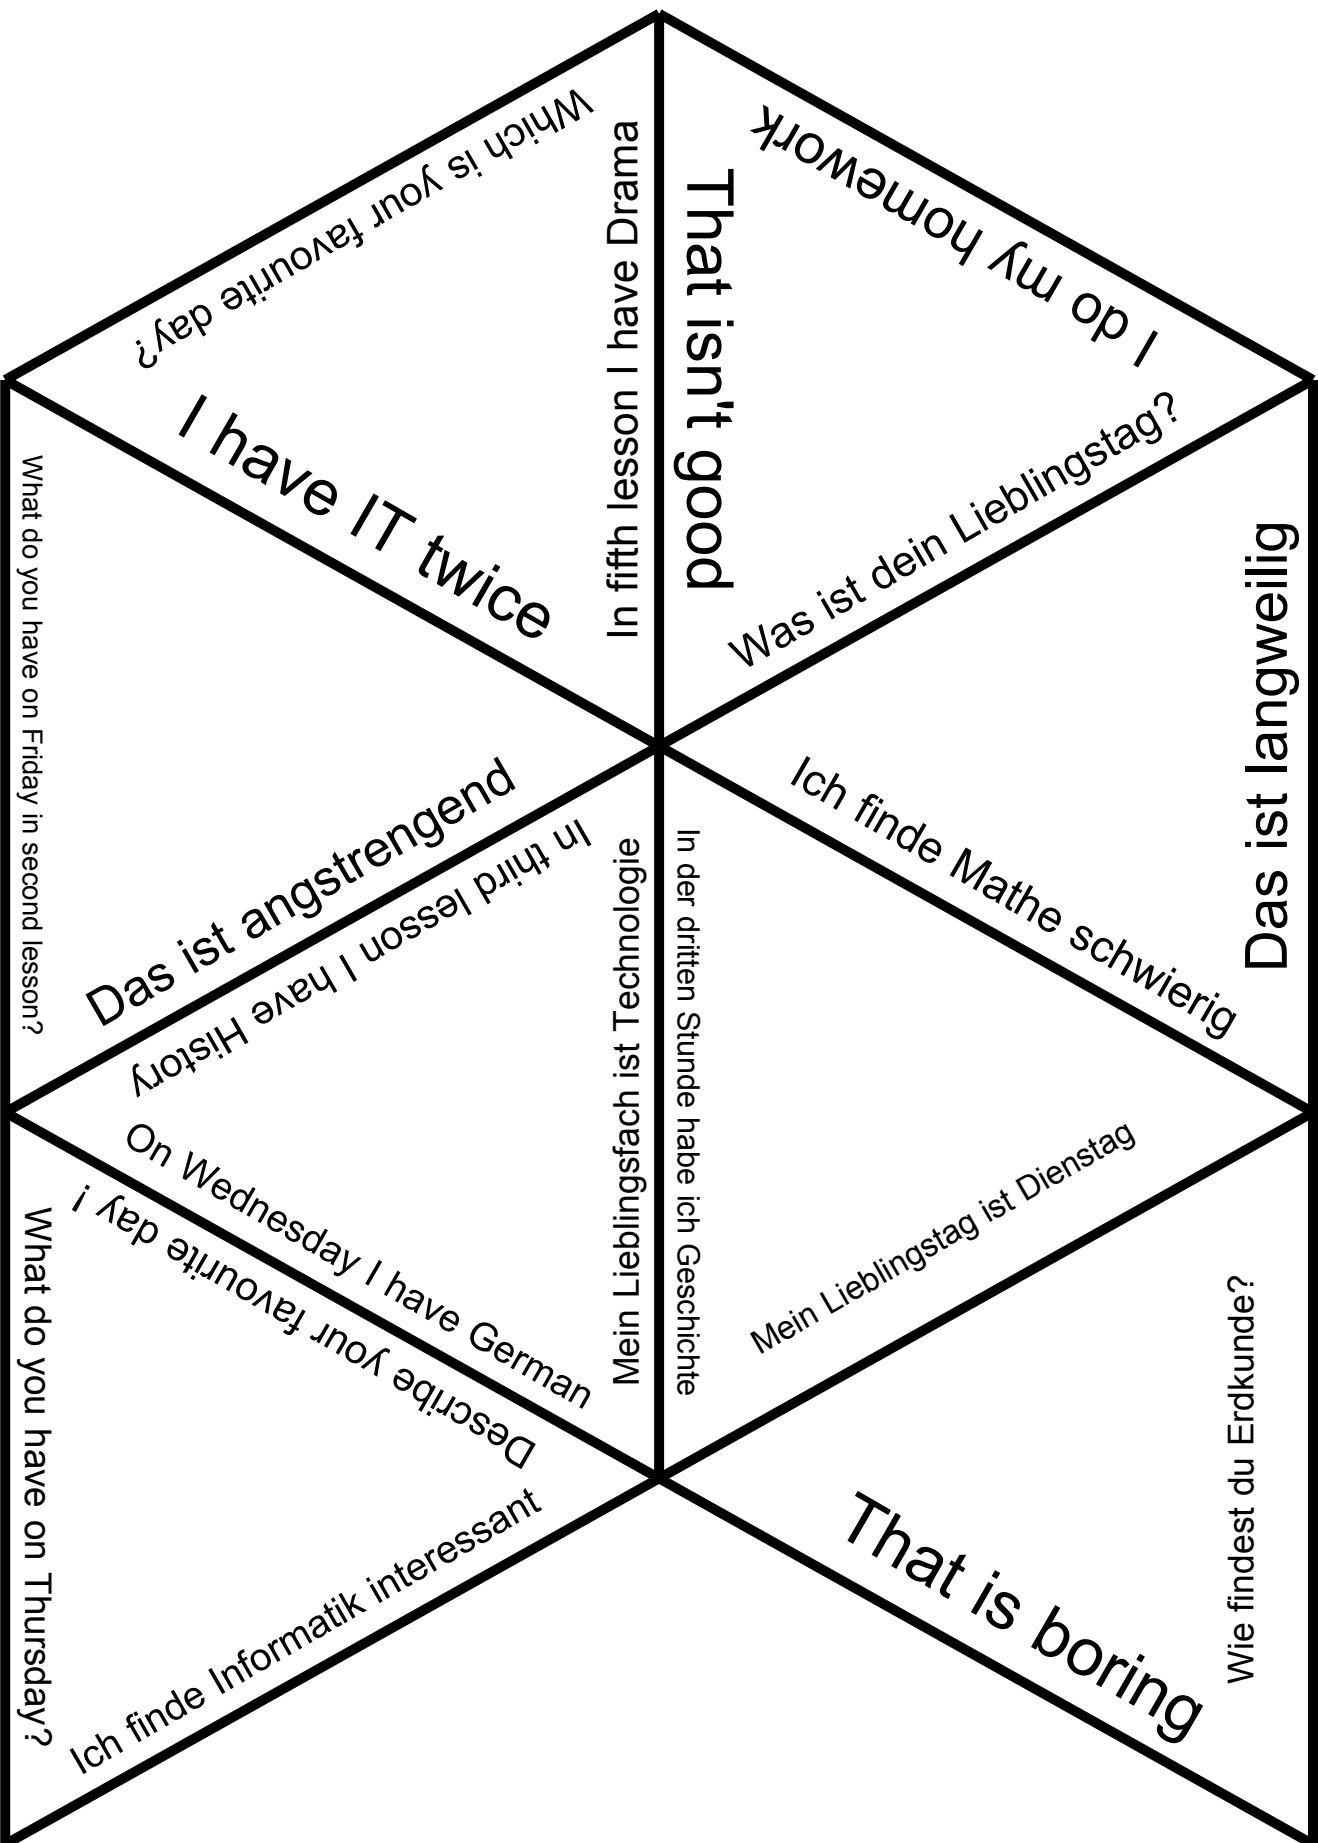 Which is your favourite day?
In fifth lesson I have Drama
I have IT twice
That isn't good
I do my homework
Was ist dein Lieblingstag?
What do you have on Friday in second lesson?
Das ist angstrengend
Das ist langweilig
Ich finde Mathe schwierig
In third lesson I have History
Mein Lieblingsfach ist Technologie
On Wednesday I have German
In der dritten Stunde habe ich Geschichte
Mein Lieblingstag ist Dienstag
What do you have on Thursday?
Describe your favourite day !
Ich finde Informatik interessant
That is boring
Wie findest du Erdkunde?